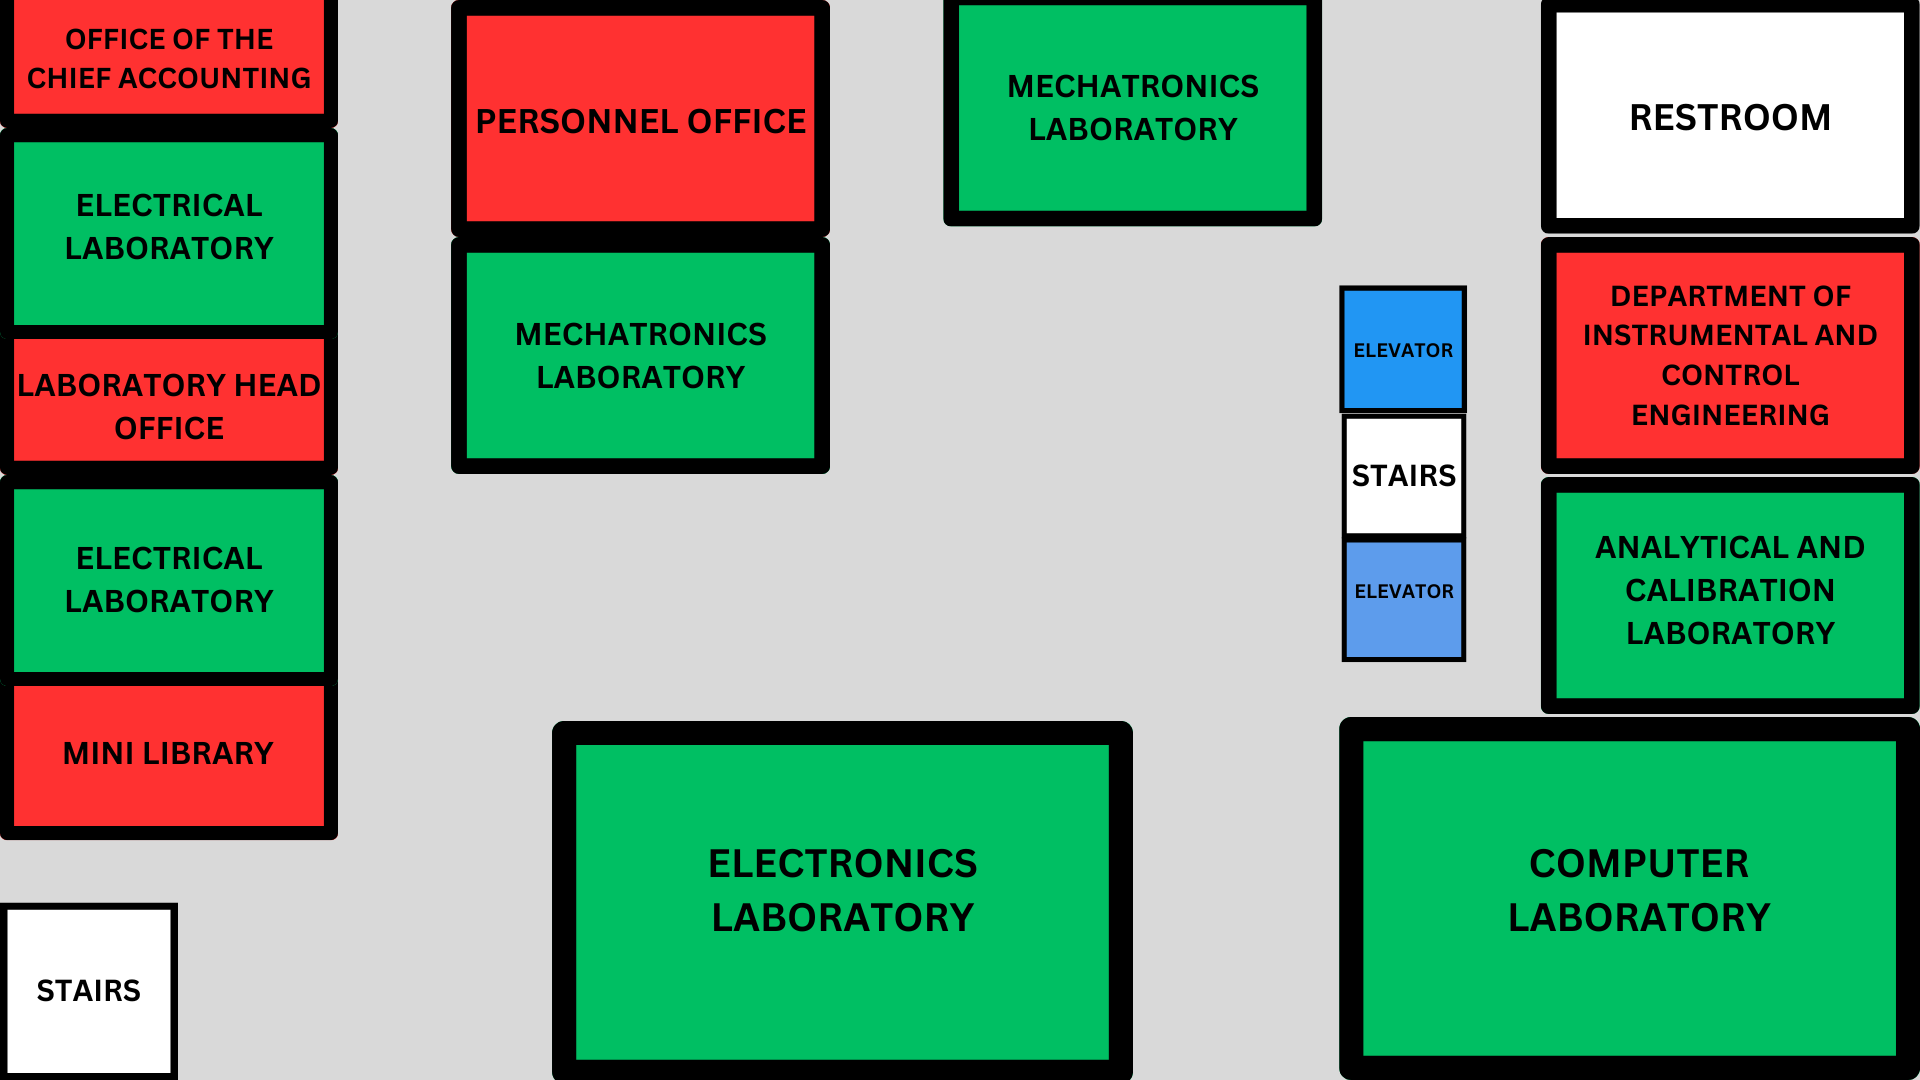 OFFICE OF THE
CHIEF ACCOUNTING
ELECTRICAL
LABORATORY
LABORATORY HEAD
OFFICE
ELECTRICAL
LABORATORY
MINI LIBRARY
STAIRS
PERSONNEL OFFICE
MECHATRONICS
LABORATORY
ELECTRONICS
LABORATORY
MECHATRONICS
LABORATORY
ELEVATOR
STAIRS
ELEVATOR
RESTROOM
DEPARTMENT OF
INSTRUMENTAL AND
CONTROL
ENGINEERING
ANALYTICAL AND
CALIBRATION
LABORATORY
COMPUTER
LABORATORY